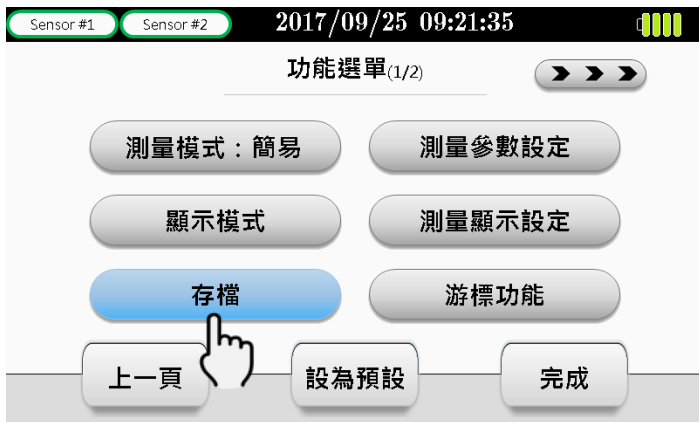 Sensor #1 Sensor #2 2017/09/25 09:21:35
功能選單(1/2)
測量模式：簡易 測量參數設定
顯示模式 測量顯示設定
存檔 游標功能
上一頁 設為預設 完成